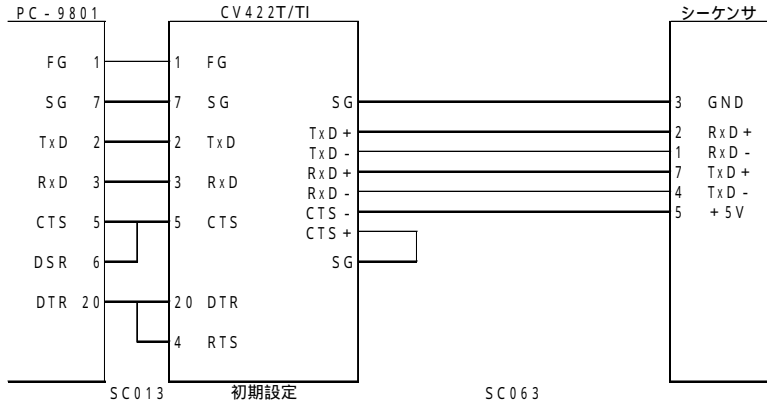 PC-9801 CV422T/TI シーケンサ
FG 1 1 FG
SG 7 7 SG SG 3 GND
TxD 2 2 TxD TxD+ 2 RxD+
TxD- 1 RxD-
RxD 3 3 RxD RxD+ 7 TxD+
RxD- 4 TxD-
CTS 5 5 CTS CTS- 5 +5V
CTS+
DSR 6 SG
DTR 20 20 DTR
4 RTS
SC013 初期設定 SC063